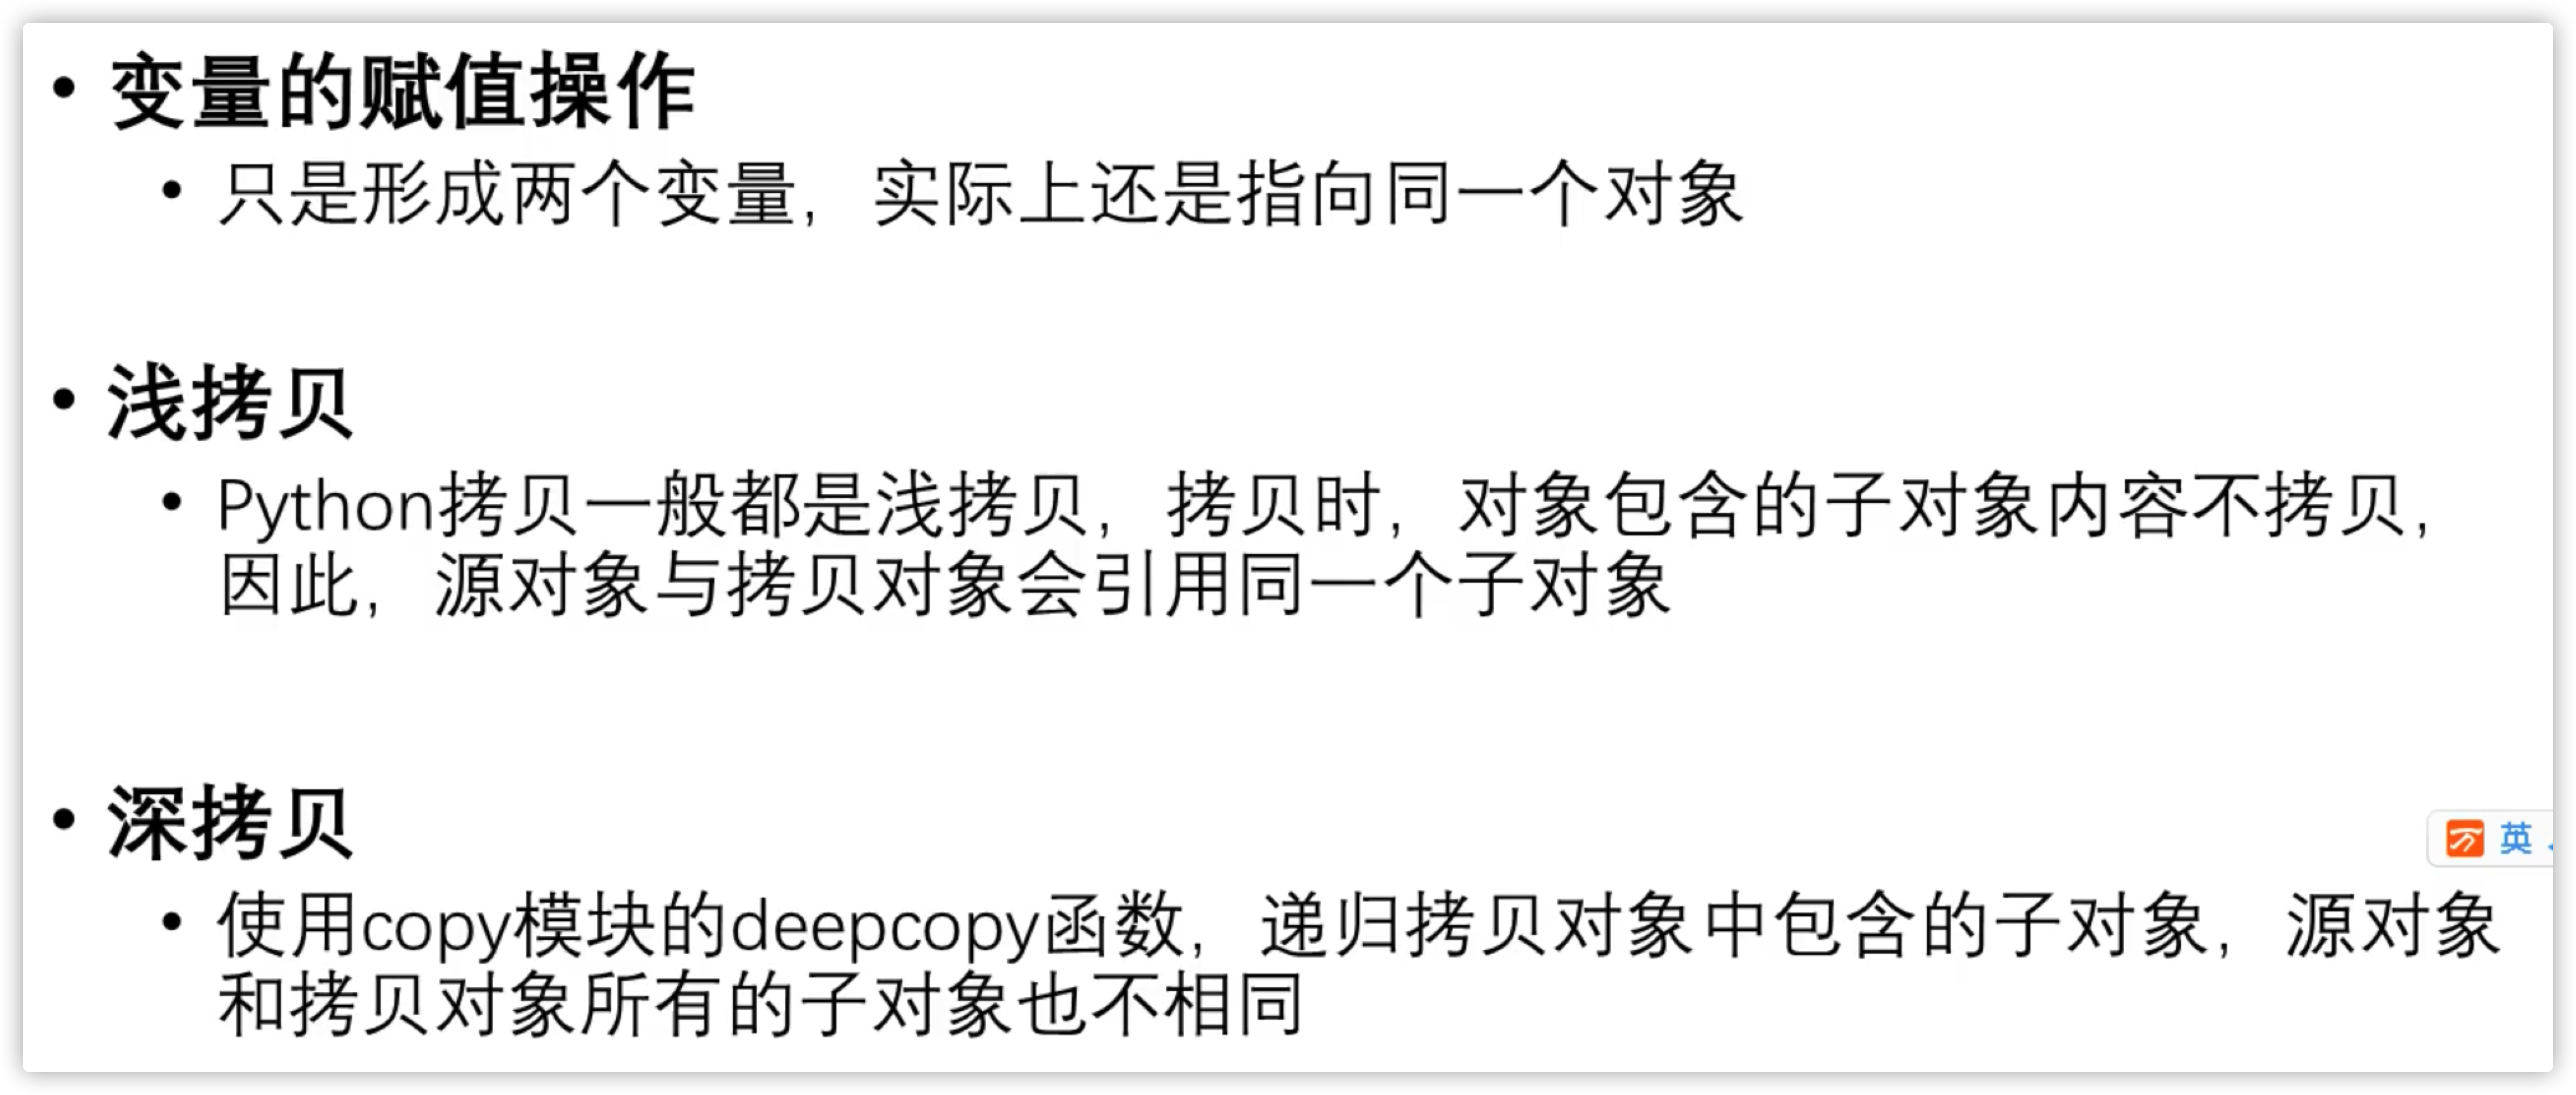 • 变量的赋值操作
• 只是形成两个变量，实际上还是指向同一个对象
• 浅拷贝
• Python拷贝一般都是浅拷贝，拷贝时，对象包含的子对象内容不拷贝，
因此，源对象与拷贝对象会引用同一个子对象
• 深拷贝
• 使用copy模块的deepcopy函数，递归拷贝对象中包含的子对象，源对象
和拷贝对象所有的子对象也不相同
英